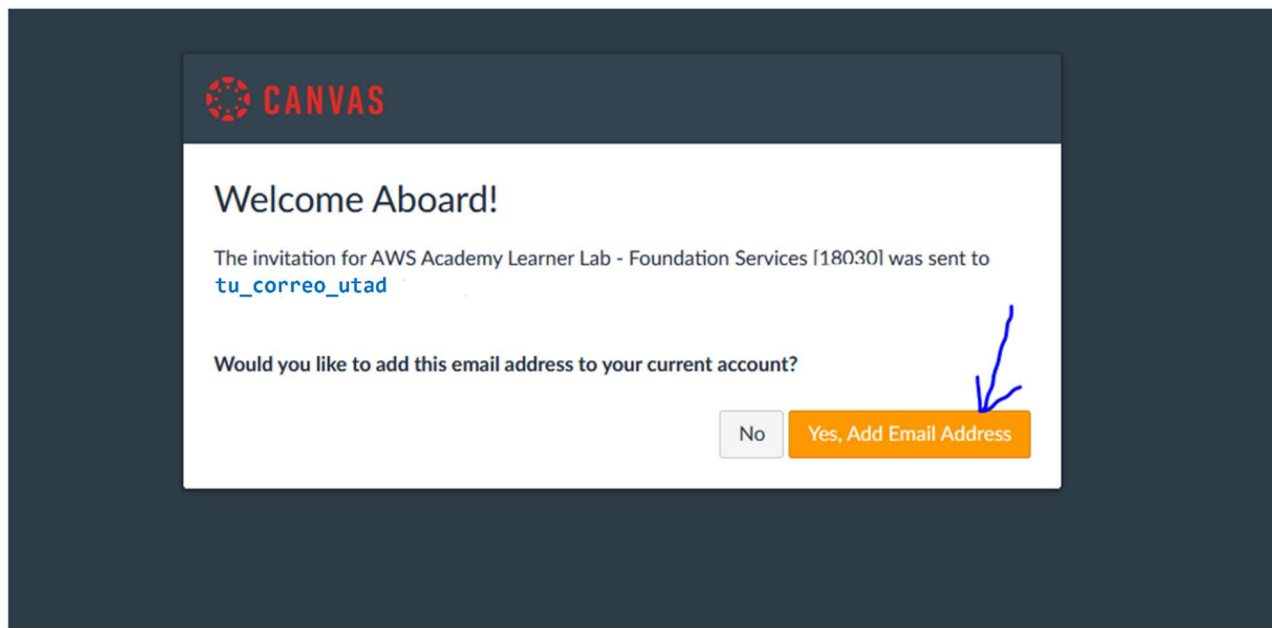 CANVAS
Welcome Aboard!
The invitation for AWS Academy Learner Lab - Foundation Services [18030] was sent to
tu_correo_utad
Would you like to add this email address to your current account?
No
Yes, Add Email Address